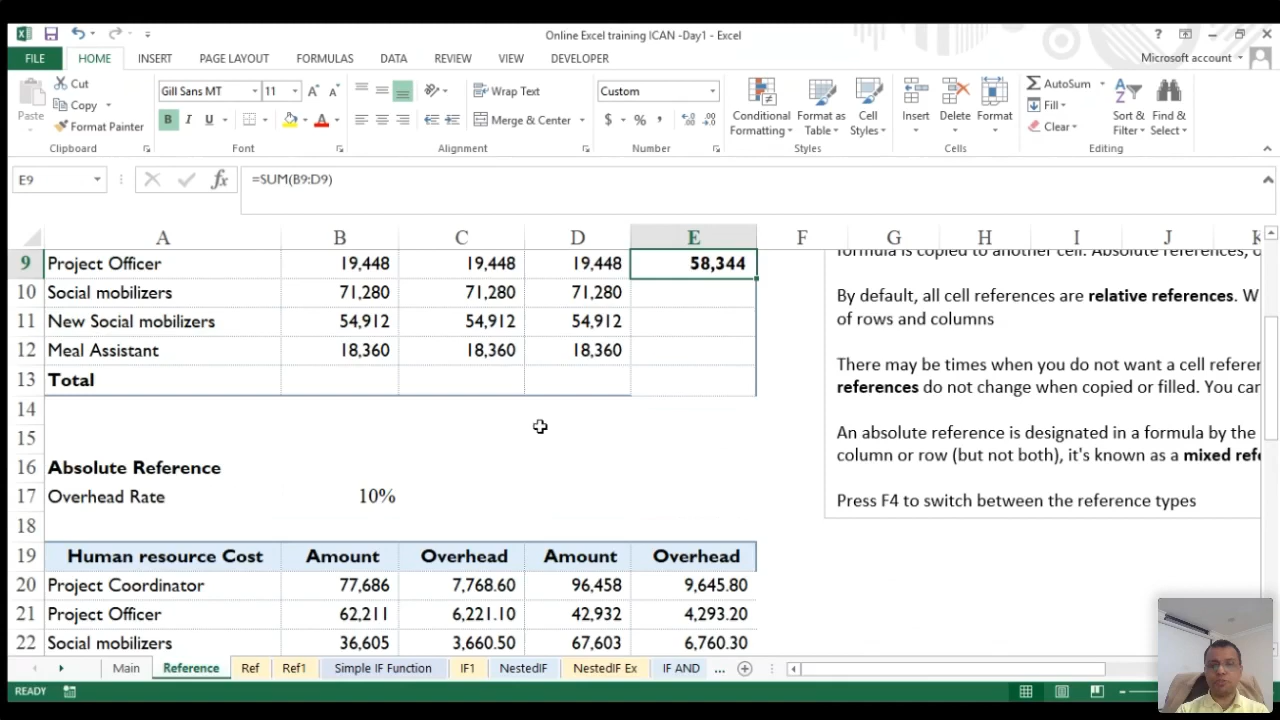 Online Excel training ICAN -Day1 - Excel
?
FILE HOME INSERT PAGE LAYOUT FORMULAS DATA REVIEW VIEW DEVELOPER Microsoft account
Paste Cut Copy Format Painter
Clipboard
Gill Sans MT 11 A A
B I U A
Font
Wrap Text
Merge & Center
Alignment
Custom
$ % ,
Number
Conditional Formatting Format as Table Cell Styles
Styles
Insert Delete Format
Cells
AutoSum
Fill
Clear
Sort & Filter Find & Select
Editing
E9 fx =SUM(B9:D9)
A B C D E F G H I J K
9 Project Officer 19,448 19,448 19,448 58,344
10 Social mobilizers 71,280 71,280 71,280
11 New Social mobilizers 54,912 54,912 54,912
12 Meal Assistant 18,360 18,360 18,360
13 Total
14
15
16 Absolute Reference
17 Overhead Rate 10%
18
19 Human resource Cost Amount Overhead Amount Overhead
20 Project Coordinator 77,686 7,768.60 96,458 9,645.80
21 Project Officer 62,211 6,221.10 42,932 4,293.20
22 Social mobilizers 36,605 3,660.50 67,603 6,760.30
formula is copied to another cell. Absolute references, o
By default, all cell references are relative references. W
of rows and columns
There may be times when you do not want a cell refere
references do not change when copied or filled. You can
An absolute reference is designated in a formula by the
column or row (but not both), it's known as a mixed refe
Press F4 to switch between the reference types
Main Reference Ref Ref1 Simple IF Function IF1 NestedIF NestedIF Ex IF AND ...
READY